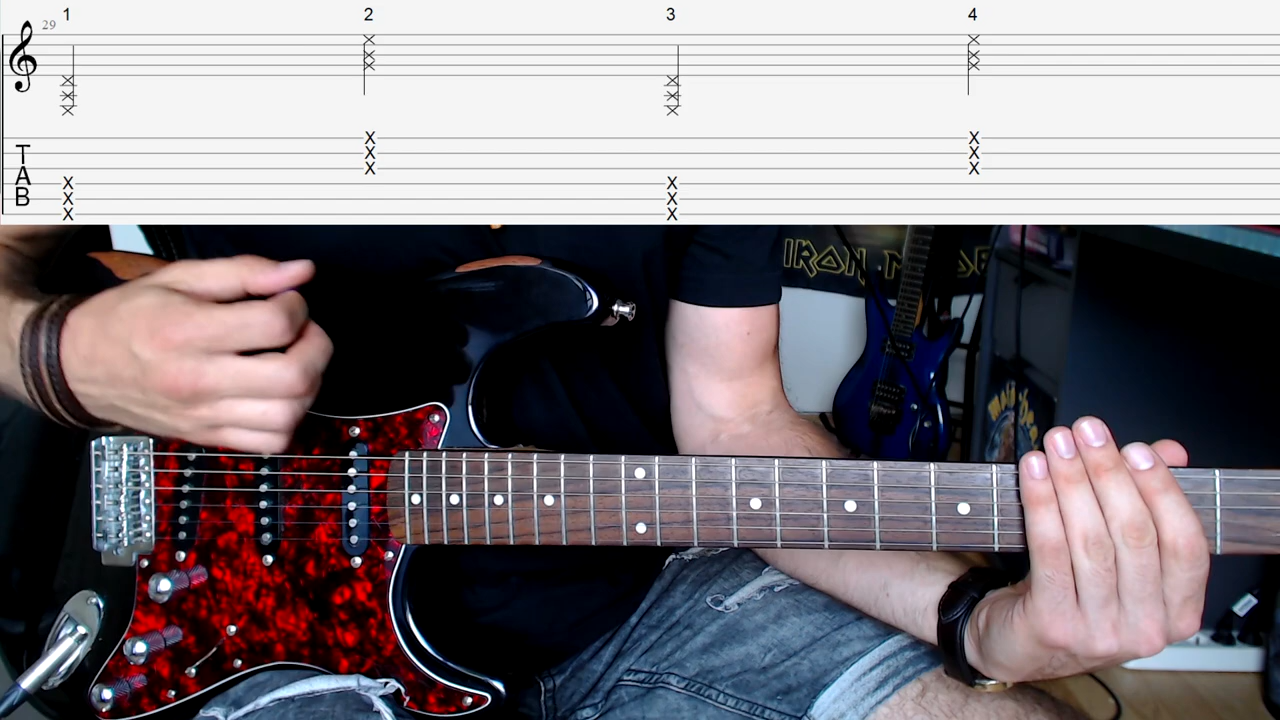 1 2 3 4
29
X X
X X
X X
T
A X X
B X X
X X
IRON MAIDEN